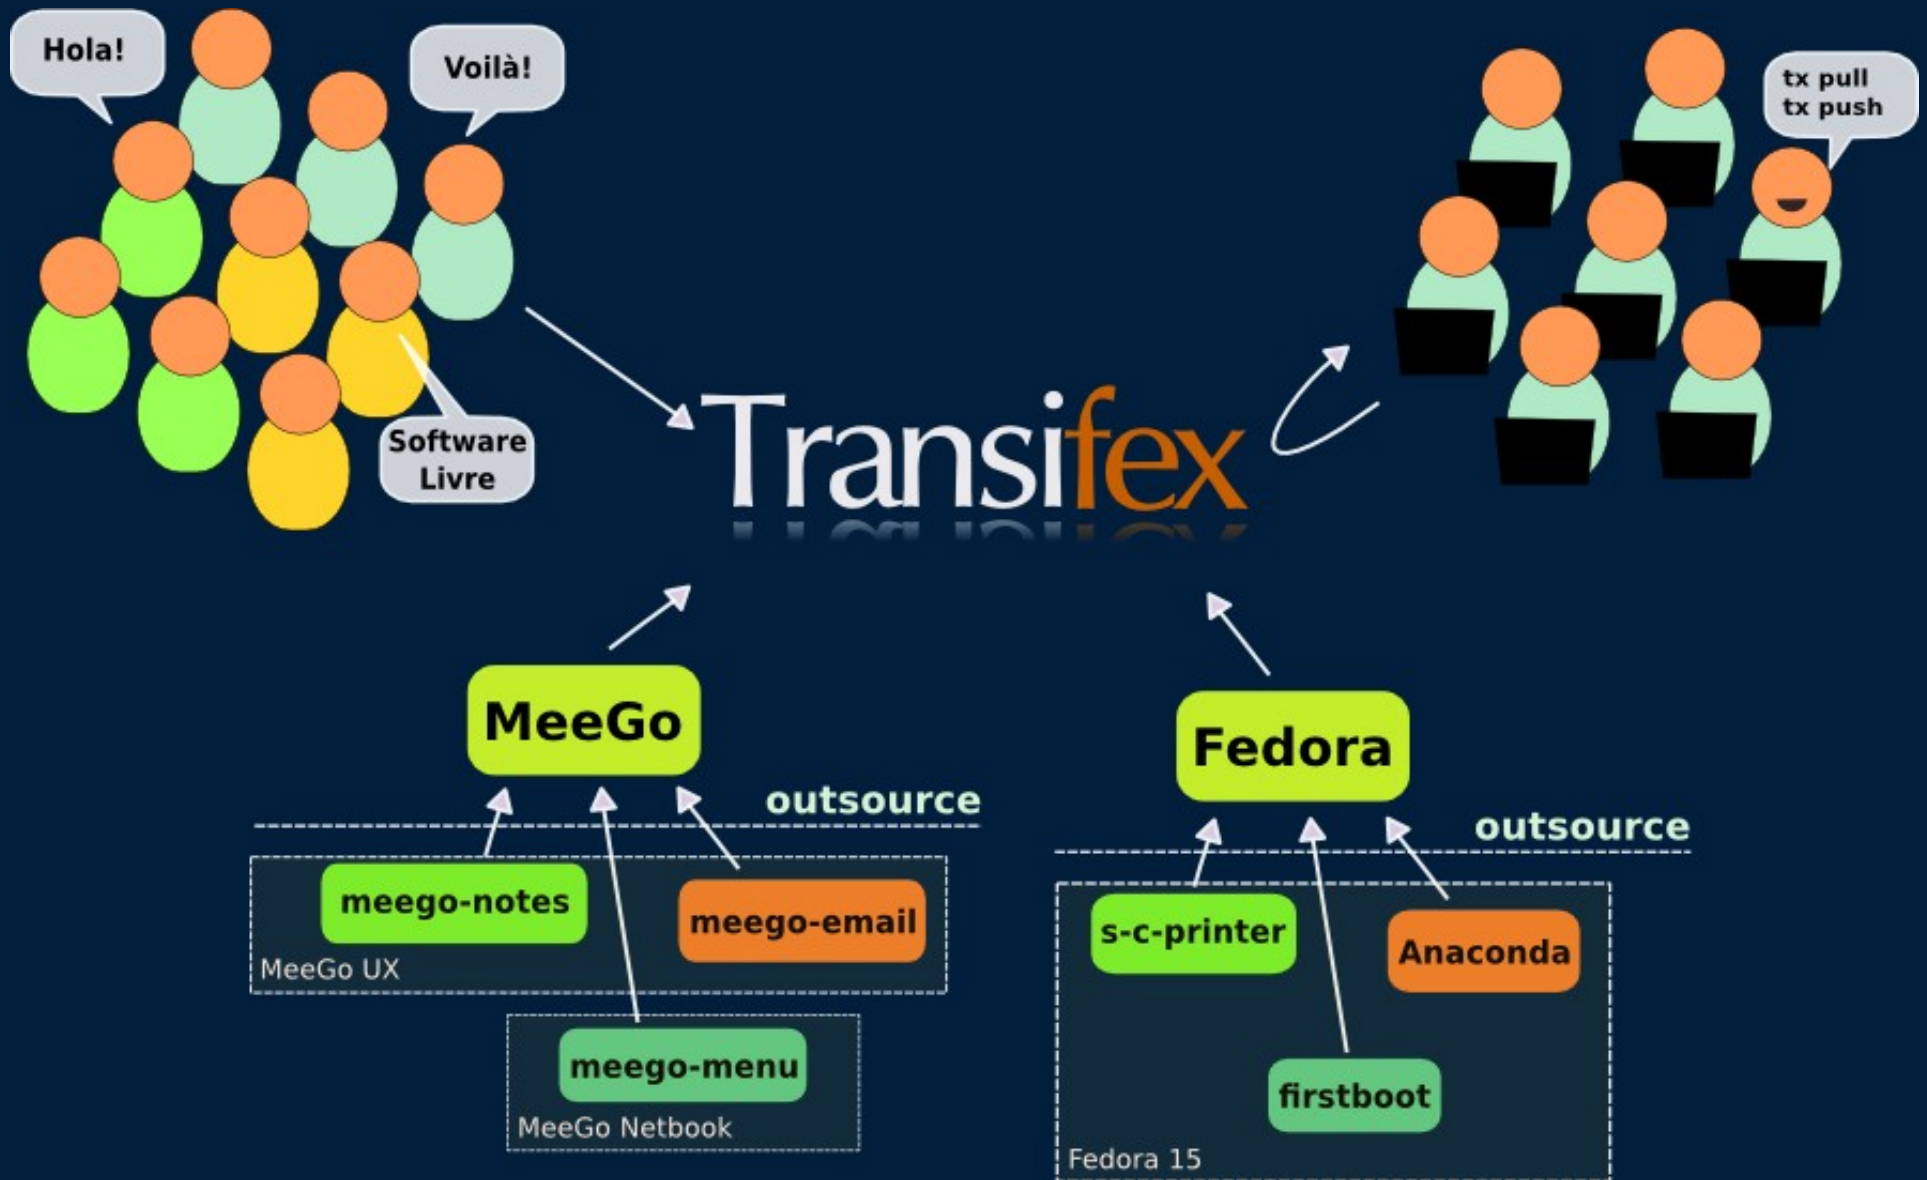 Hola!
Voilà!
tx pull
tx push
Software
Livre
Transifex
MeeGo
Fedora
outsource
outsource
meego-notes
meego-email
MeeGo UX
meego-menu
MeeGo Netbook
s-c-printer
Anaconda
firstboot
Fedora 15